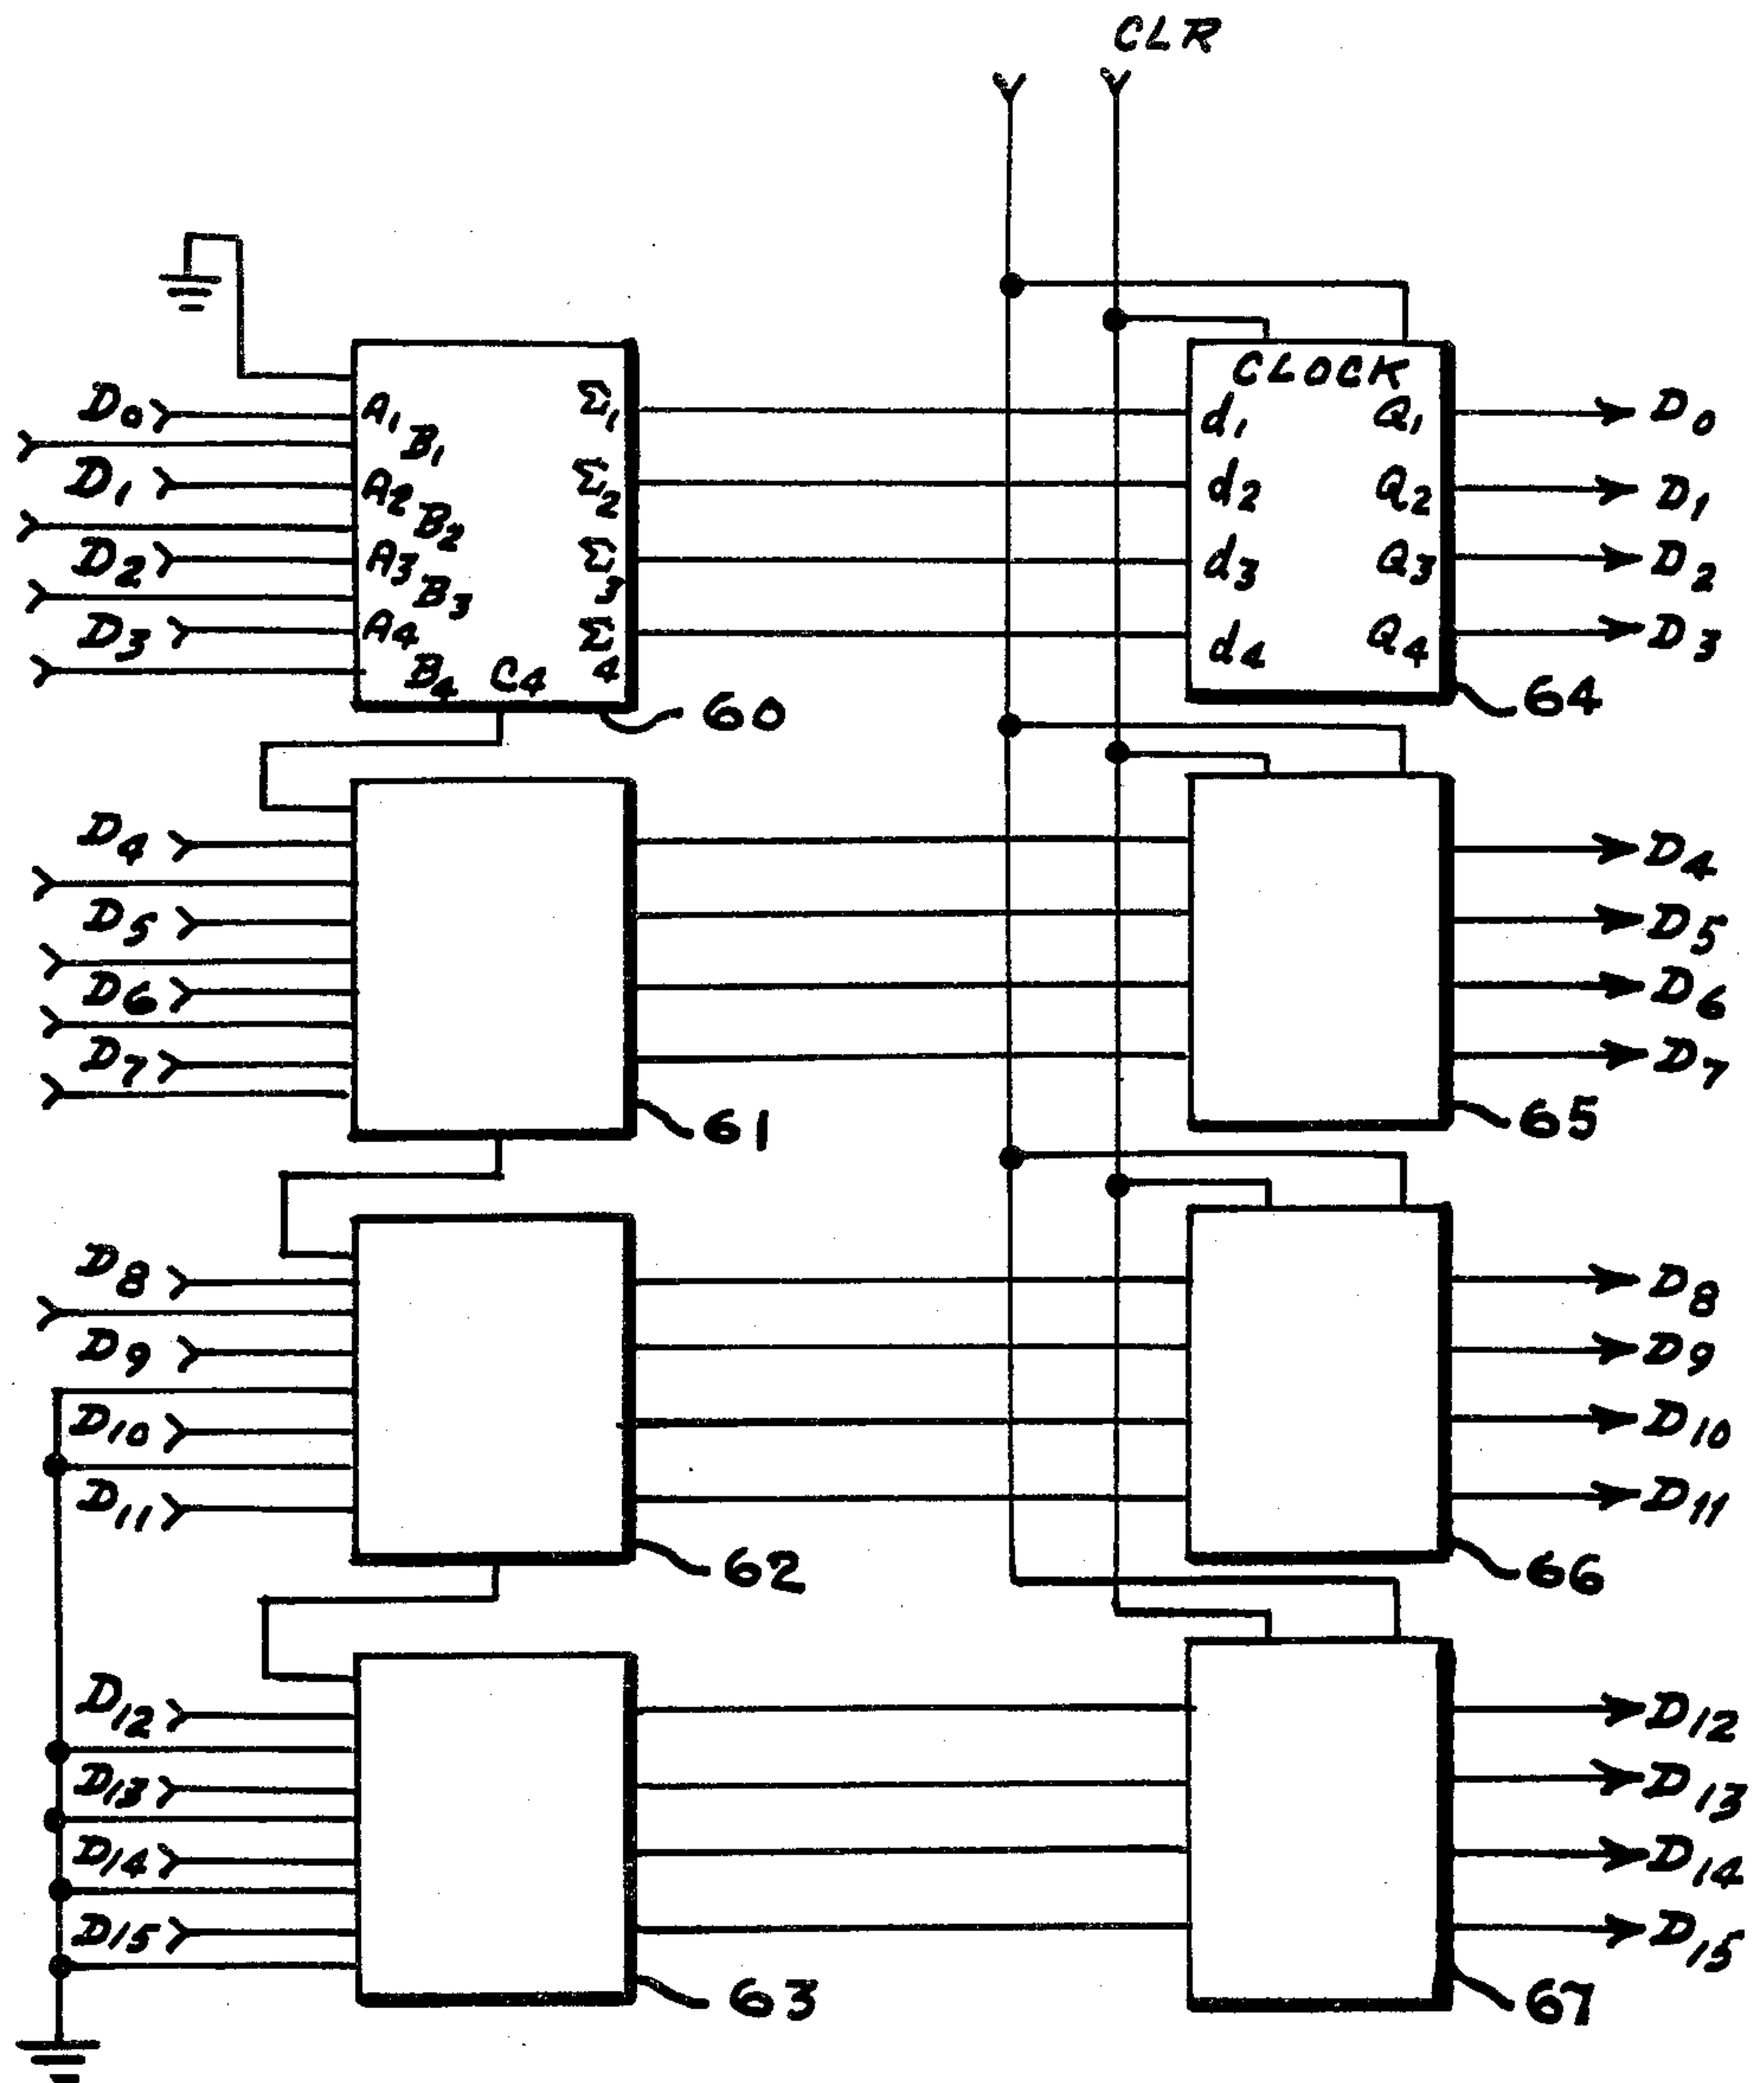 CLR
CLOCK
D0 A1 Σ1 d1 Q1 D0
B1
D1 A2 Σ2 d2 Q2 D1
B2
D2 A3 Σ3 d3 Q3 D2
B3
D3 A4 Σ4 d4 Q4 D3
B4 C4
60 64
D4 D4
D5 D5
D6 D6
D7 D7
61 65
D8 D8
D9 D9
D10 D10
D11 D11
62 66
D12 D12
D13 D13
D14 D14
D15 D15
63 67